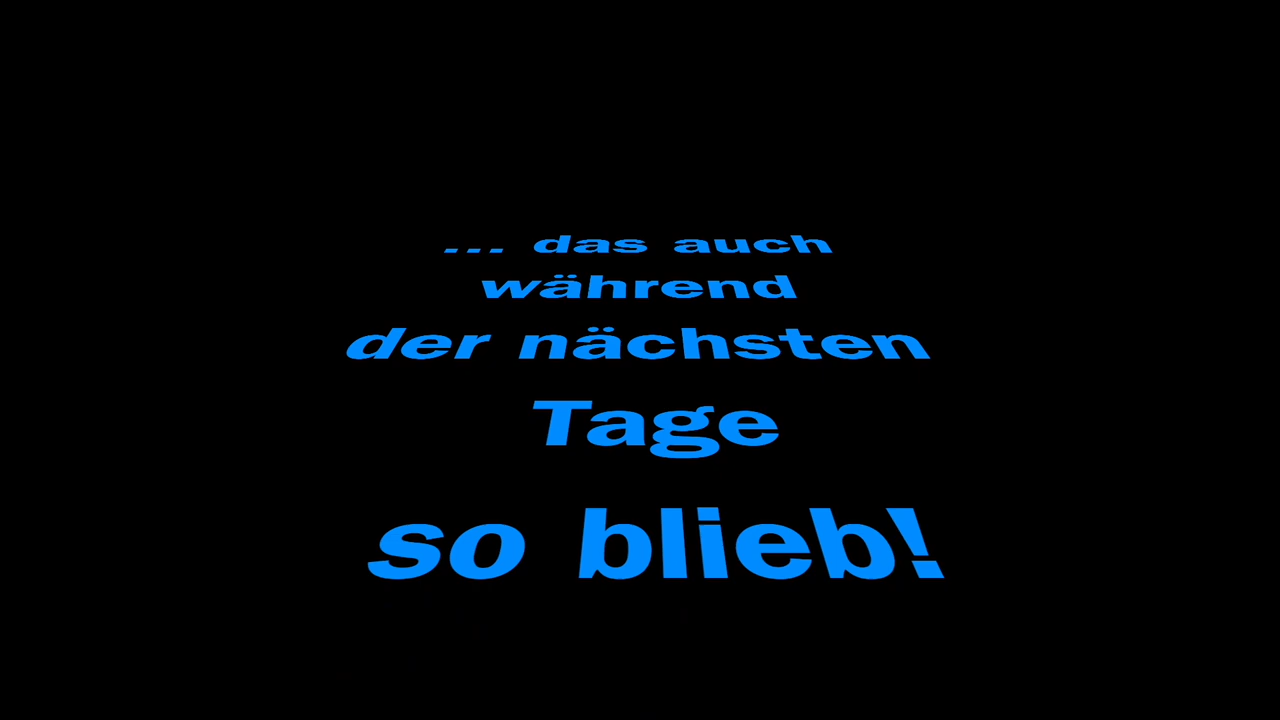 ... das auch
während
der nächsten
Tage
so blieb!